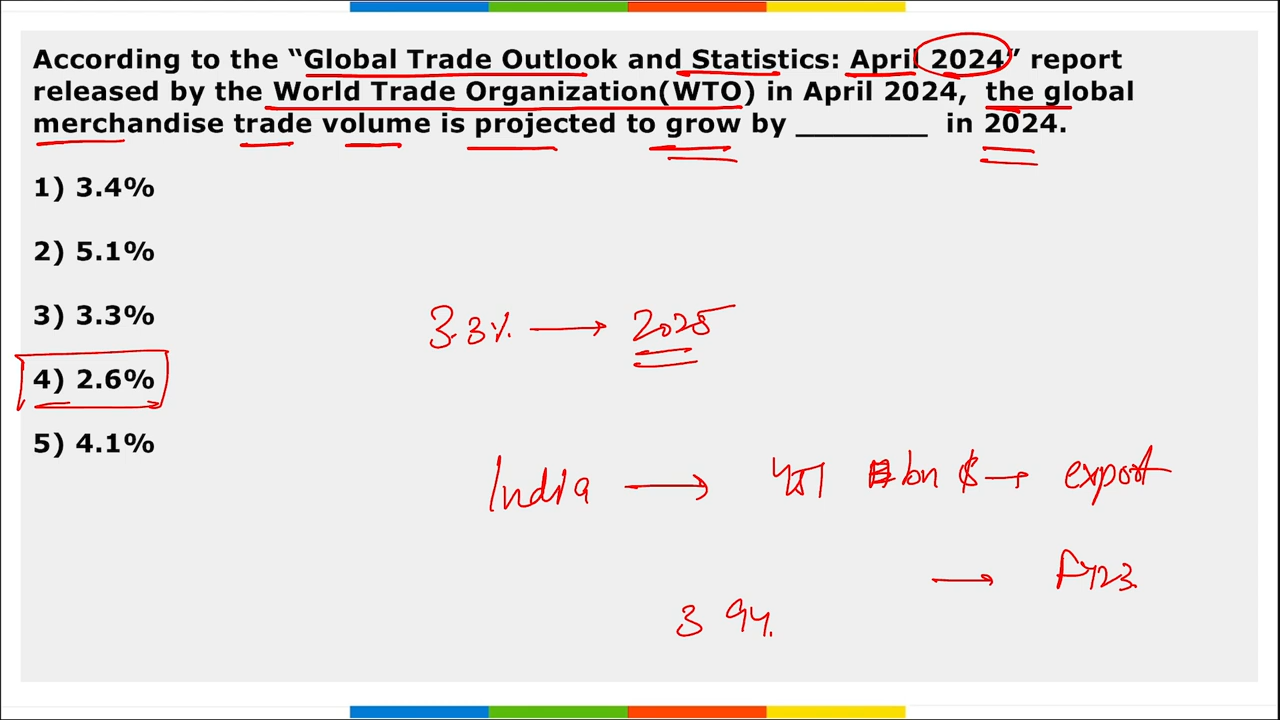 According to the “Global Trade Outlook and Statistics: April 2024” report
released by the World Trade Organization(WTO) in April 2024, the global
merchandise trade volume is projected to grow by ________ in 2024.
1) 3.4%
2) 5.1%
3) 3.3%
3.3% → 2025
4) 2.6%
5) 4.1%
India → bn $ → export
→ FY23